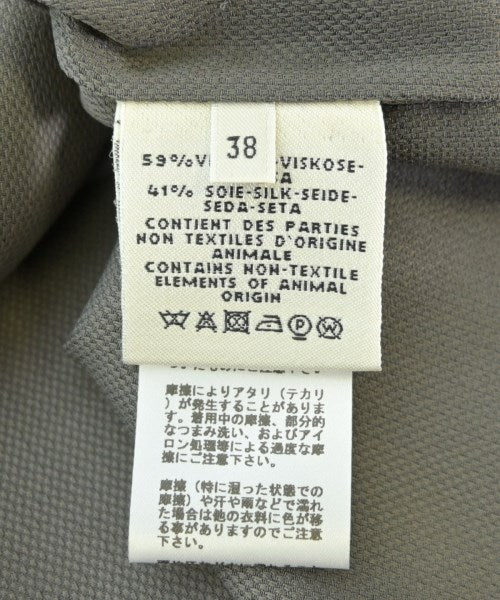 38
59% -VISKOSE-
41% SOIE-SILK-SEIDE-
SEDA-SETA
CONTIENT DES PARTIES
NON TEXTILES D'ORIGINE
ANIMALE
CONTAINS NON-TEXTILE
ELEMENTS OF ANIMAL
ORIGIN
P
摩擦によりアタリ（テカリ
）が発生することがありま
す。着用中の摩擦、部分的
なつまみ洗い、およびアイ
ロン処理等による過度な摩
擦にご注意下さい。
摩擦（特に湿った状態での
摩擦）や汗や雨などで濡れ
た場合は他の衣料に色が移
る事がありますのでご注意
下さい。